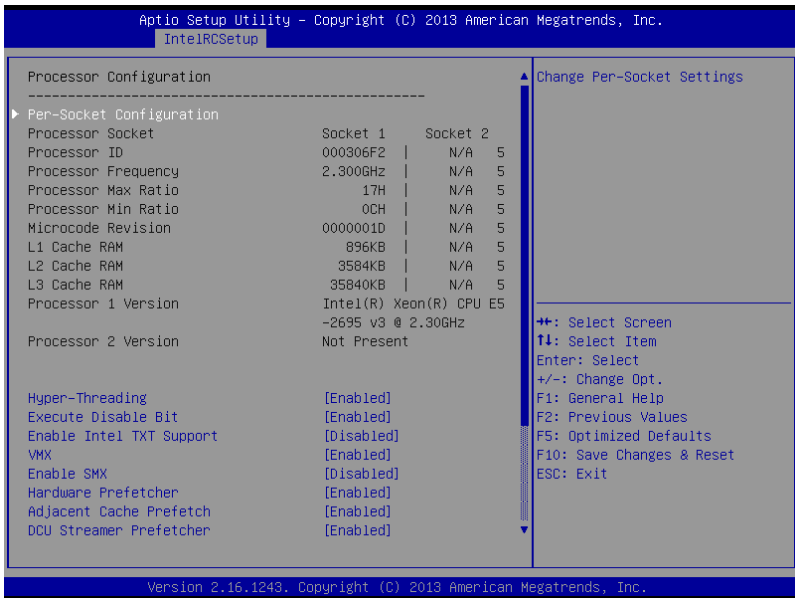 Aptio Setup Utility – Copyright (C) 2013 American Megatrends, Inc.
IntelRCSetup
Processor Configuration
--------------------------------------------------
Per-Socket Configuration
Processor Socket Socket 1 Socket 2
Processor ID 000306F2 | N/A 5
Processor Frequency 2.300GHz | N/A 5
Processor Max Ratio 17H | N/A 5
Processor Min Ratio 0CH | N/A 5
Microcode Revision 0000001D | N/A 5
L1 Cache RAM 896KB | N/A 5
L2 Cache RAM 3584KB | N/A 5
L3 Cache RAM 35840KB | N/A 5
Processor 1 Version Intel(R) Xeon(R) CPU E5
-2695 v3 @ 2.30GHz
Processor 2 Version Not Present
Hyper-Threading [Enabled]
Execute Disable Bit [Enabled]
Enable Intel TXT Support [Disabled]
VMX [Enabled]
Enable SMX [Disabled]
Hardware Prefetcher [Enabled]
Adjacent Cache Prefetch [Enabled]
DCU Streamer Prefetcher [Enabled]
Change Per-Socket Settings
→←: Select Screen
↑↓: Select Item
Enter: Select
+/-: Change Opt.
F1: General Help
F2: Previous Values
F5: Optimized Defaults
F10: Save Changes & Reset
ESC: Exit
Version 2.16.1243. Copyright (C) 2013 American Megatrends, Inc.